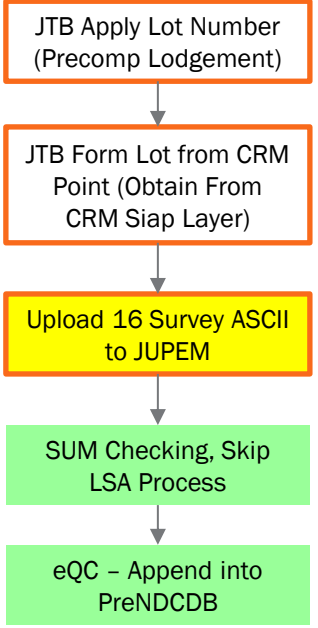 JTB Apply Lot Number
(Precomp Lodgement)
JTB Form Lot from CRM
Point (Obtain From
CRM Siap Layer)
Upload 16 Survey ASCII
to JUPEM
SUM Checking, Skip
LSA Process
eQC – Append into
PreNDCDB